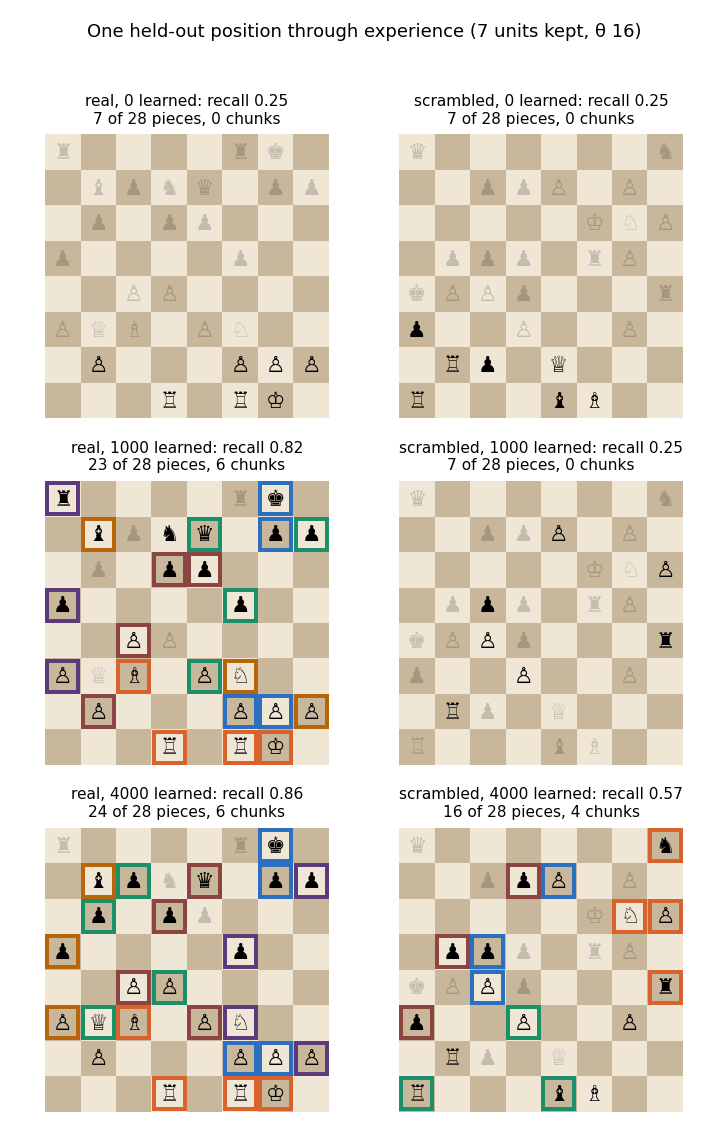 One held-out position through experience (7 units kept, θ 16)
real, 0 learned: recall 0.25
7 of 28 pieces, 0 chunks
scrambled, 0 learned: recall 0.25
7 of 28 pieces, 0 chunks
real, 1000 learned: recall 0.82
23 of 28 pieces, 6 chunks
scrambled, 1000 learned: recall 0.25
7 of 28 pieces, 0 chunks
real, 4000 learned: recall 0.86
24 of 28 pieces, 6 chunks
scrambled, 4000 learned: recall 0.57
16 of 28 pieces, 4 chunks